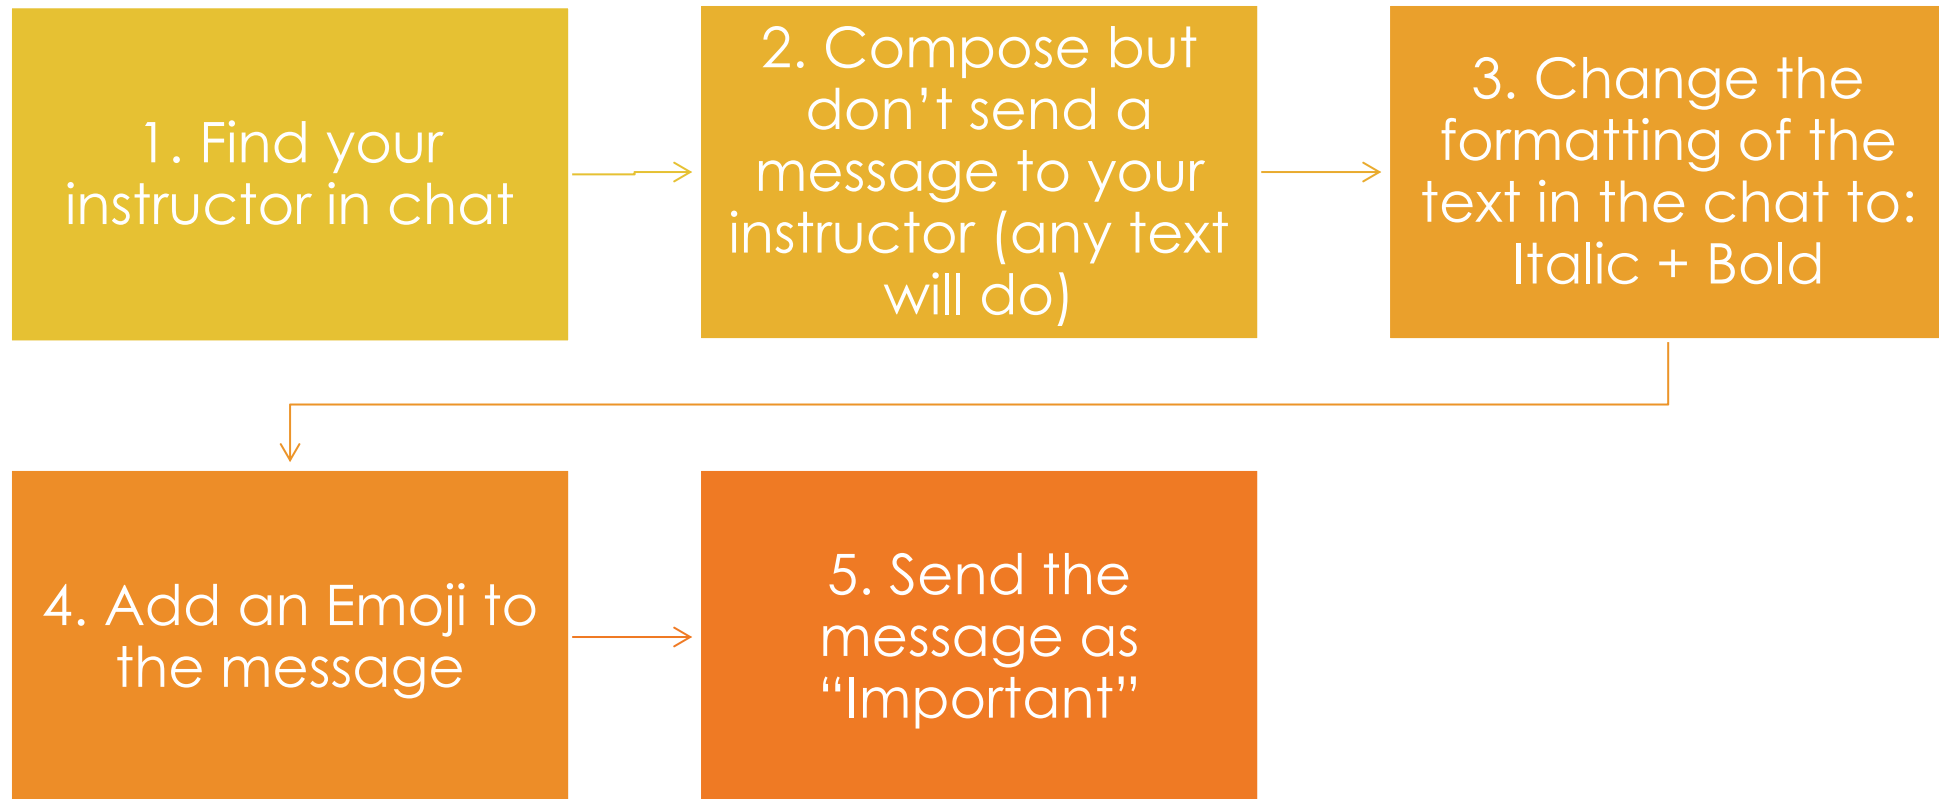 1. Find your
instructor in chat
2. Compose but
don’t send a
message to your
instructor (any text
will do)
3. Change the
formatting of the
text in the chat to:
Italic + Bold
4. Add an Emoji to
the message
5. Send the
message as
“Important”